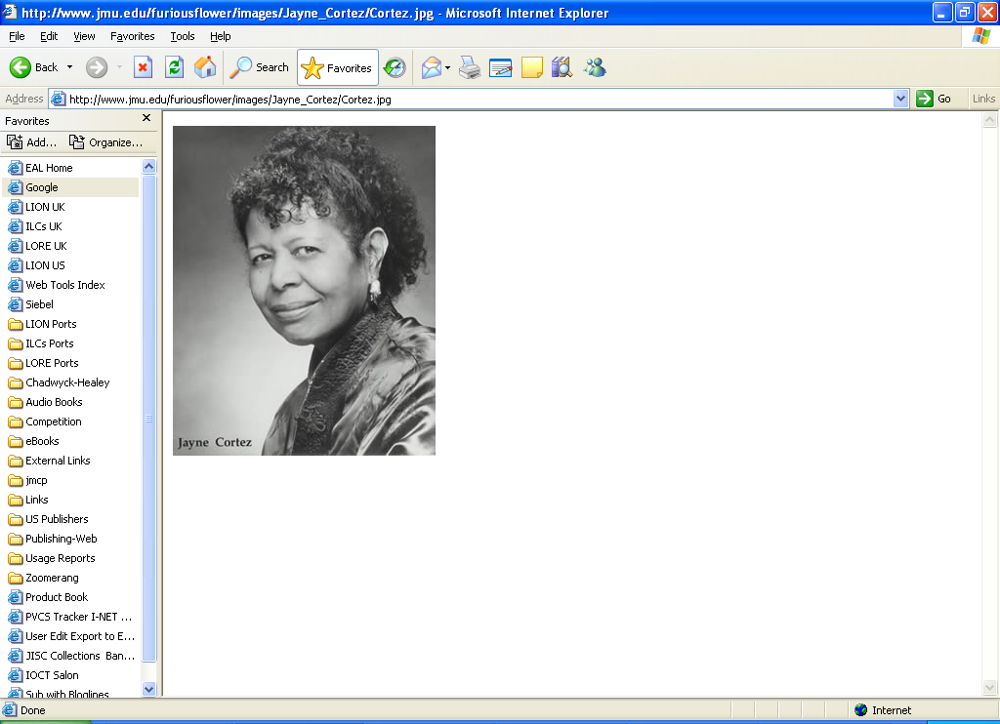 http://www.jmu.edu/furiousflower/images/Jayne_Cortez/Cortez.jpg - Microsoft Internet Explorer
File Edit View Favorites Tools Help
Back Search Favorites
Address http://www.jmu.edu/furiousflower/images/Jayne_Cortez/Cortez.jpg Go Links
Favorites
Add... Organize...
EAL Home
Google
LION UK
ILCs UK
LORE UK
LION US
Web Tools Index
Siebel
LION Ports
ILCs Ports
LORE Ports
Chadwyck-Healey
Audio Books
Competition
eBooks
External Links
jmcp
Links
US Publishers
Publishing-Web
Usage Reports
Zoomerang
Product Book
PVCS Tracker I-NET ...
User Edit Export to E...
JISC Collections Ban...
IOCT Salon
Sub with Bloglines
Jayne Cortez
Done Internet